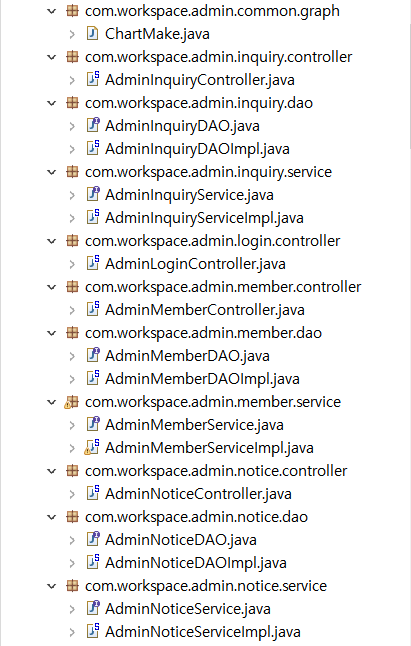 com.workspace.admin.common.graph
ChartMake.java
com.workspace.admin.inquiry.controller
AdminInquiryController.java
com.workspace.admin.inquiry.dao
AdminInquiryDAO.java
AdminInquiryDAOImpl.java
com.workspace.admin.inquiry.service
AdminInquiryService.java
AdminInquiryServiceImpl.java
com.workspace.admin.login.controller
AdminLoginController.java
com.workspace.admin.member.controller
AdminMemberController.java
com.workspace.admin.member.dao
AdminMemberDAO.java
AdminMemberDAOImpl.java
com.workspace.admin.member.service
AdminMemberService.java
AdminMemberServiceImpl.java
com.workspace.admin.notice.controller
AdminNoticeController.java
com.workspace.admin.notice.dao
AdminNoticeDAO.java
AdminNoticeDAOImpl.java
com.workspace.admin.notice.service
AdminNoticeService.java
AdminNoticeServiceImpl.java